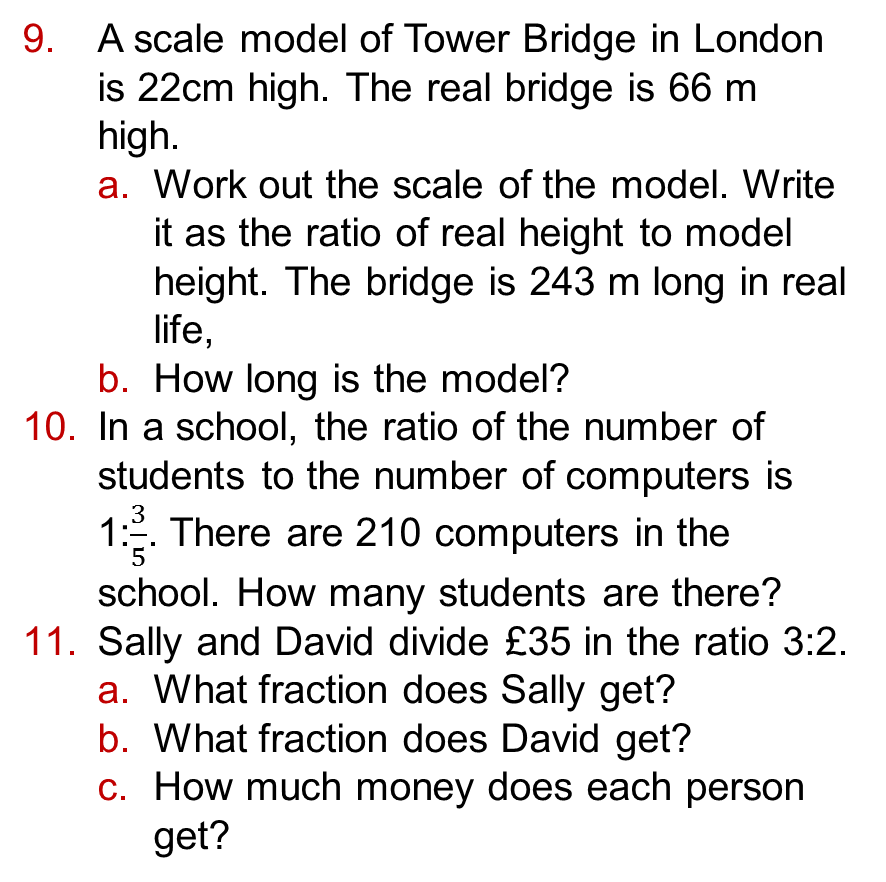 9. A scale model of Tower Bridge in London
is 22cm high. The real bridge is 66 m
high.
a. Work out the scale of the model. Write
it as the ratio of real height to model
height. The bridge is 243 m long in real
life,
b. How long is the model?
10. In a school, the ratio of the number of
students to the number of computers is
1:3/5. There are 210 computers in the
school. How many students are there?
11. Sally and David divide £35 in the ratio 3:2.
a. What fraction does Sally get?
b. What fraction does David get?
c. How much money does each person
get?